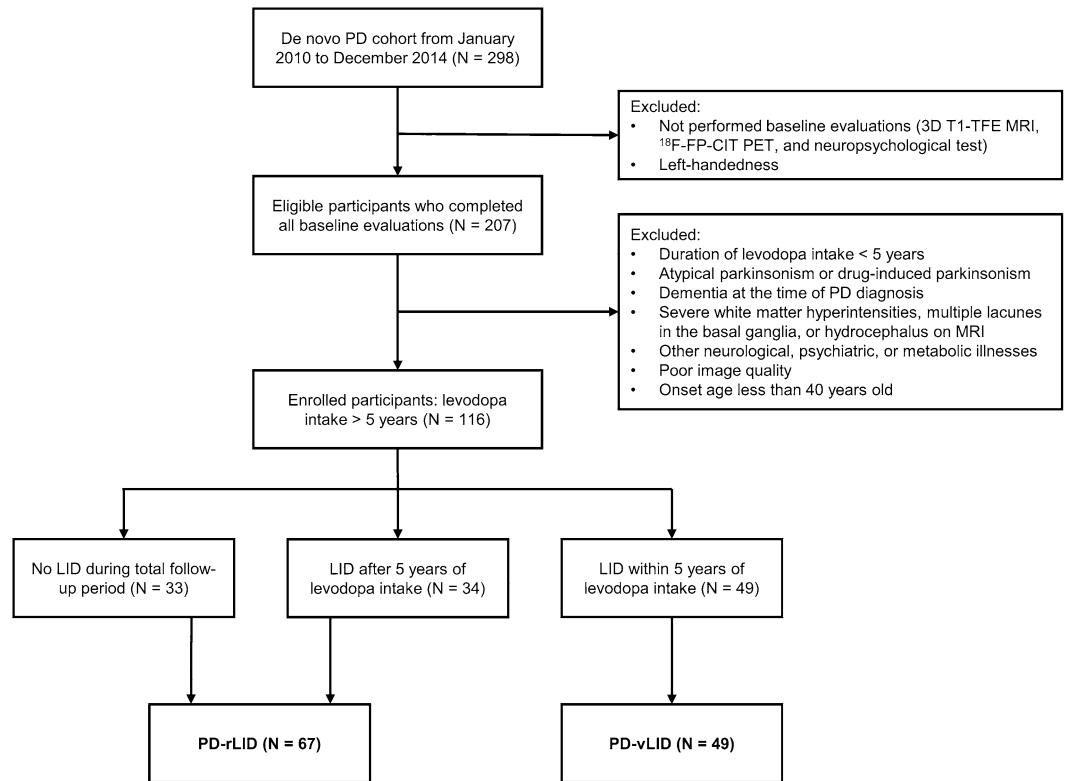 De novo PD cohort from January
2010 to December 2014 (N = 298)
Excluded:
• Not performed baseline evaluations (3D T1-TFE MRI,
¹⁸F-FP-CIT PET, and neuropsychological test)
• Left-handedness
Eligible participants who completed
all baseline evaluations (N = 207)
Excluded:
• Duration of levodopa intake < 5 years
• Atypical parkinsonism or drug-induced parkinsonism
• Dementia at the time of PD diagnosis
• Severe white matter hyperintensities, multiple lacunes
in the basal ganglia, or hydrocephalus on MRI
• Other neurological, psychiatric, or metabolic illnesses
• Poor image quality
• Onset age less than 40 years old
Enrolled participants: levodopa
intake > 5 years (N = 116)
No LID during total follow-
up period (N = 33)
LID after 5 years of
levodopa intake (N = 34)
LID within 5 years of
levodopa intake (N = 49)
PD-rLID (N = 67)
PD-vLID (N = 49)